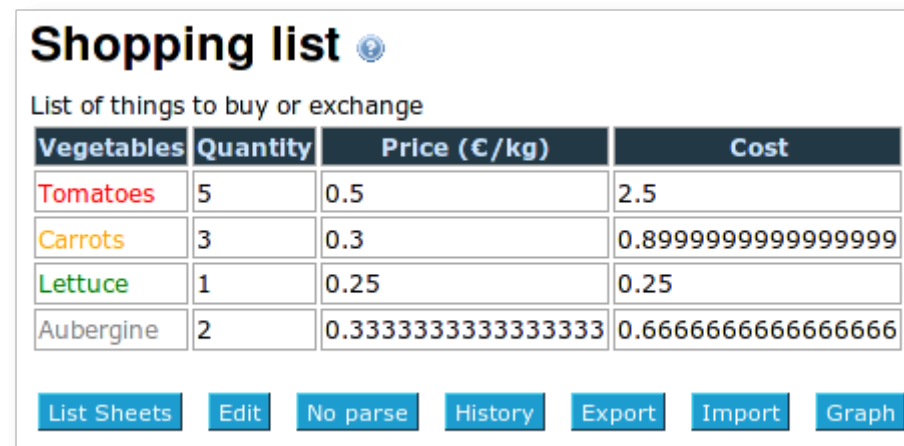 Shopping list
List of things to buy or exchange
Vegetables Quantity Price (€/kg) Cost
Tomatoes 5 0.5 2.5
Carrots 3 0.3 0.8999999999999999
Lettuce 1 0.25 0.25
Aubergine 2 0.3333333333333333 0.6666666666666666
List Sheets Edit No parse History Export Import Graph